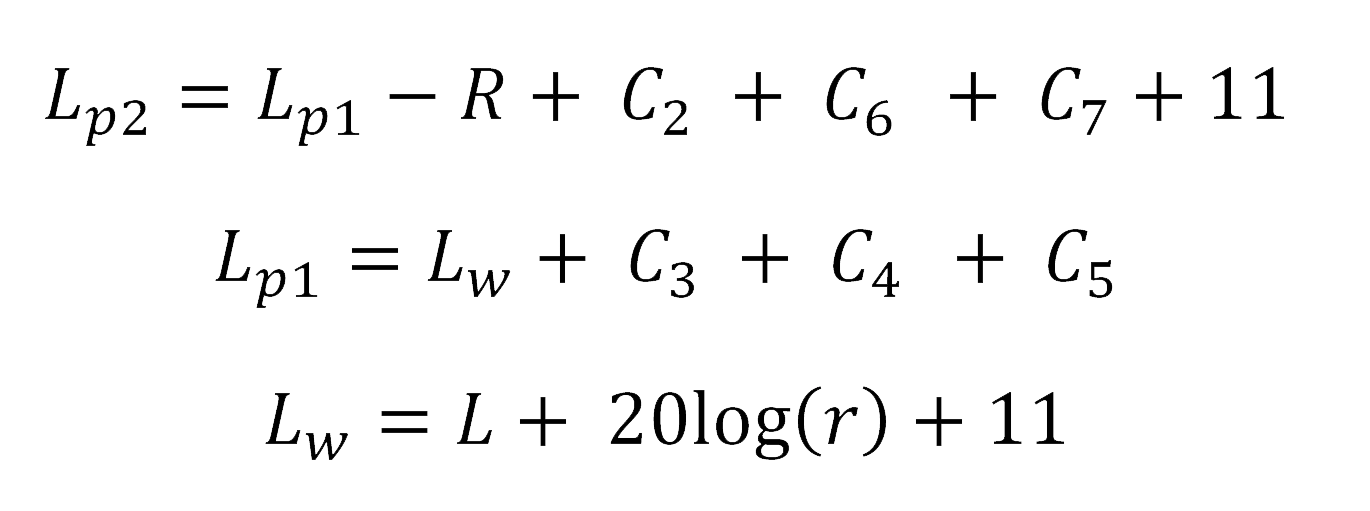 L_{p2} = L_{p1} − R + C_2 + C_6 + C_7 + 11
L_{p1} = L_w + C_3 + C_4 + C_5
L_w = L + 20log(r) + 11